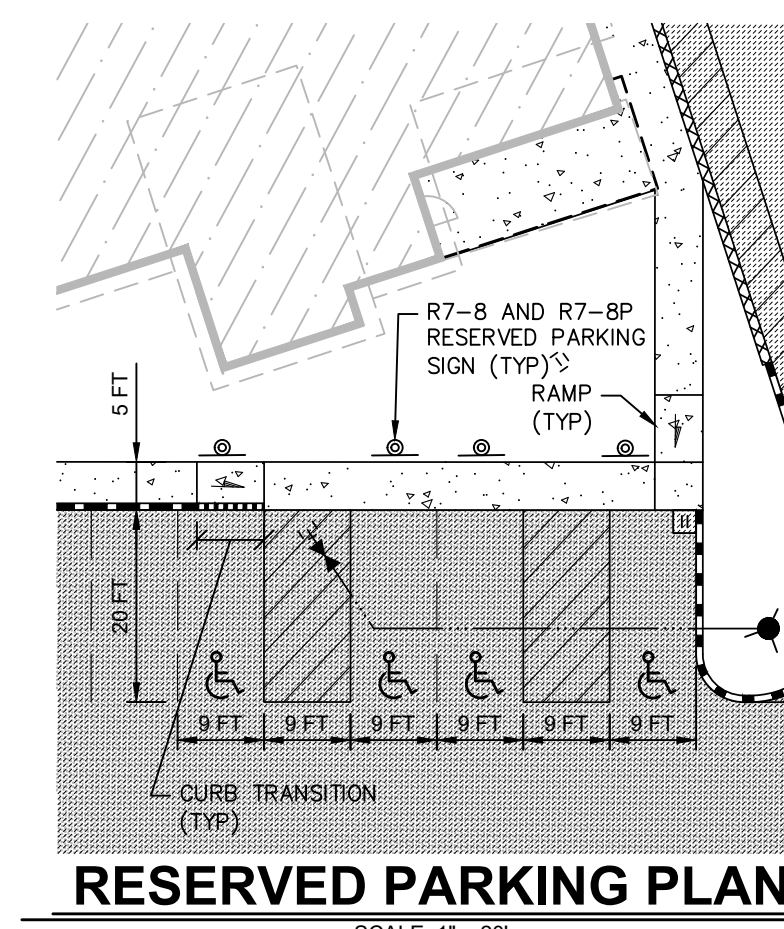 R7-8 AND R7-8P
RESERVED PARKING
SIGN (TYP)
RAMP
(TYP)
5 FT
20 FT
9 FT 9 FT 9 FT 9 FT 9 FT 9 FT
CURB TRANSITION
(TYP)
RESERVED PARKING PLAN